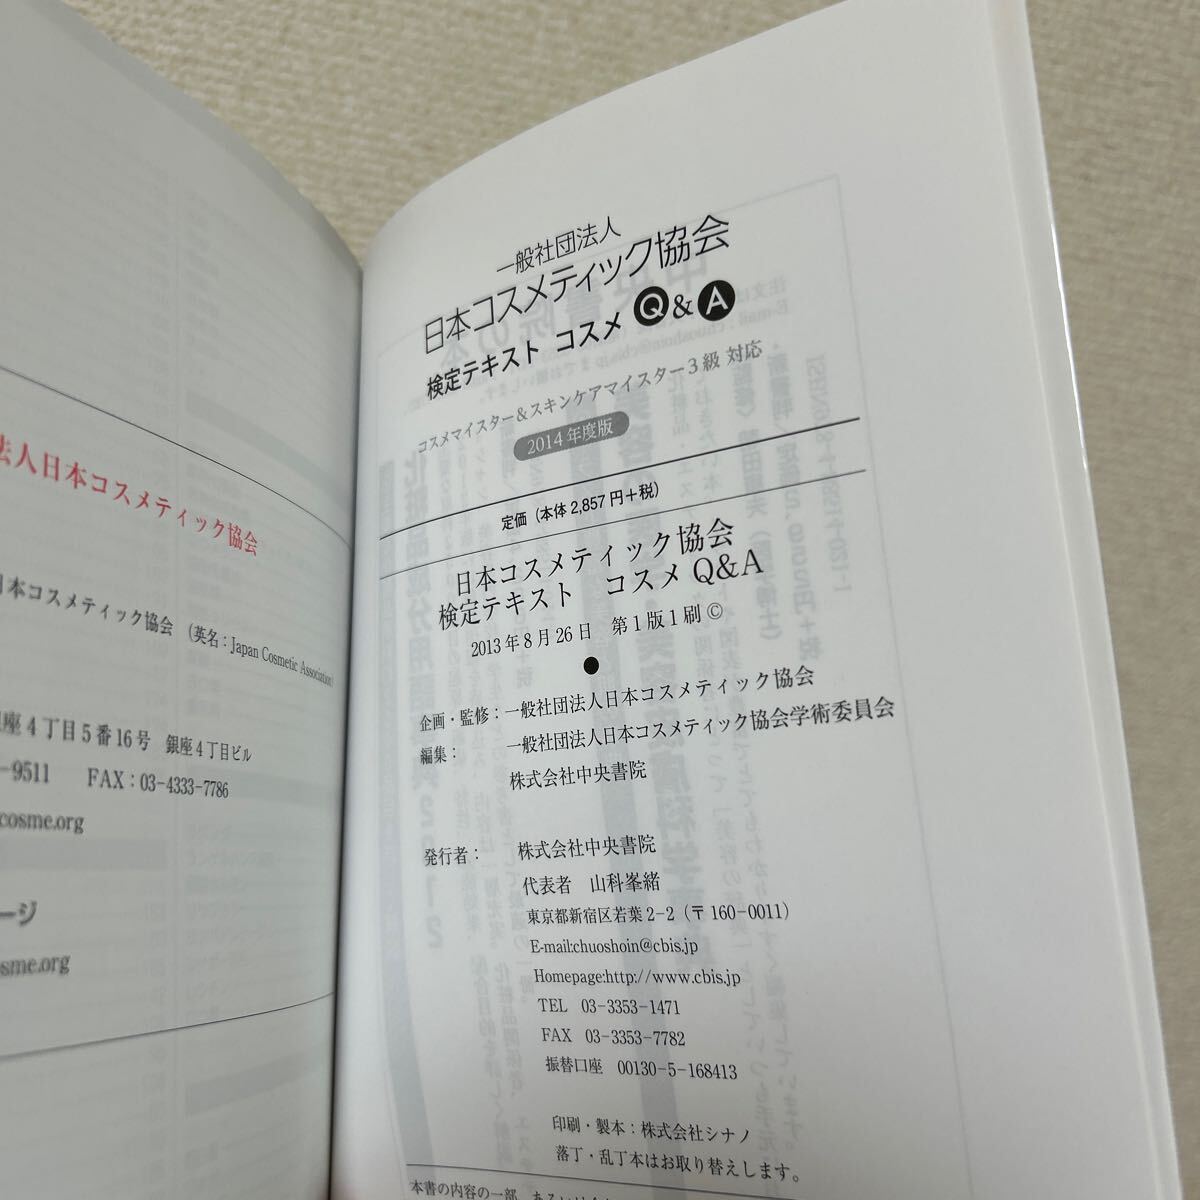 法人日本コスメティック協会
日本コスメティック協会 (英名：Japan Cosmetic Association)
座4丁目5番16号 銀座4丁目ビル
-9511 FAX：03-4333-7786
cosme.org
ージ
osme.org
一般社団法人
日本コスメティック協会
検定テキスト コスメ Q&A
コスメマイスター&スキンケアマイスター3級 対応
2014年度版
定価（本体2,857円+税）
日本コスメティック協会
検定テキスト コスメ Q&A
2013年8月26日 第1版1刷©
●
企画・監修：一般社団法人日本コスメティック協会
編集： 一般社団法人日本コスメティック協会学術委員会
株式会社中央書院
発行者： 株式会社中央書院
代表者 山科峯緒
東京都新宿区若葉2-2（〒160-0011）
E-mail:chuoshoin@cbis.jp
Homepage:http://www.cbis.jp
TEL 03-3353-1471
FAX 03-3353-7782
振替口座 00130-5-168413
印刷・製本：株式会社シナノ
落丁・乱丁本はお取り替えします。
本書の内容の一部、あるいは全